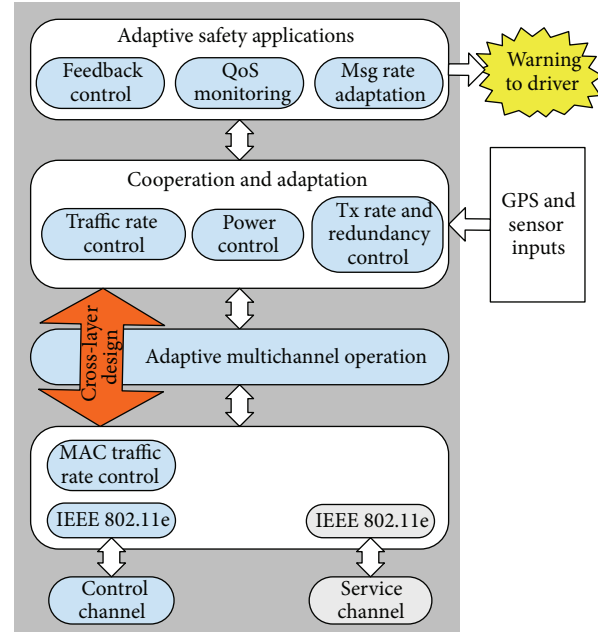 Adaptive safety applications
Feedback
control
QoS
monitoring
Msg rate
adaptation
Warning
to driver
Cooperation and adaptation
Traffic rate
control
Power
control
Tx rate and
redundancy
control
GPS and
sensor
inputs
Cross-layer
design
Adaptive multichannel operation
MAC traffic
rate control
IEEE 802.11e
IEEE 802.11e
Control
channel
Service
channel